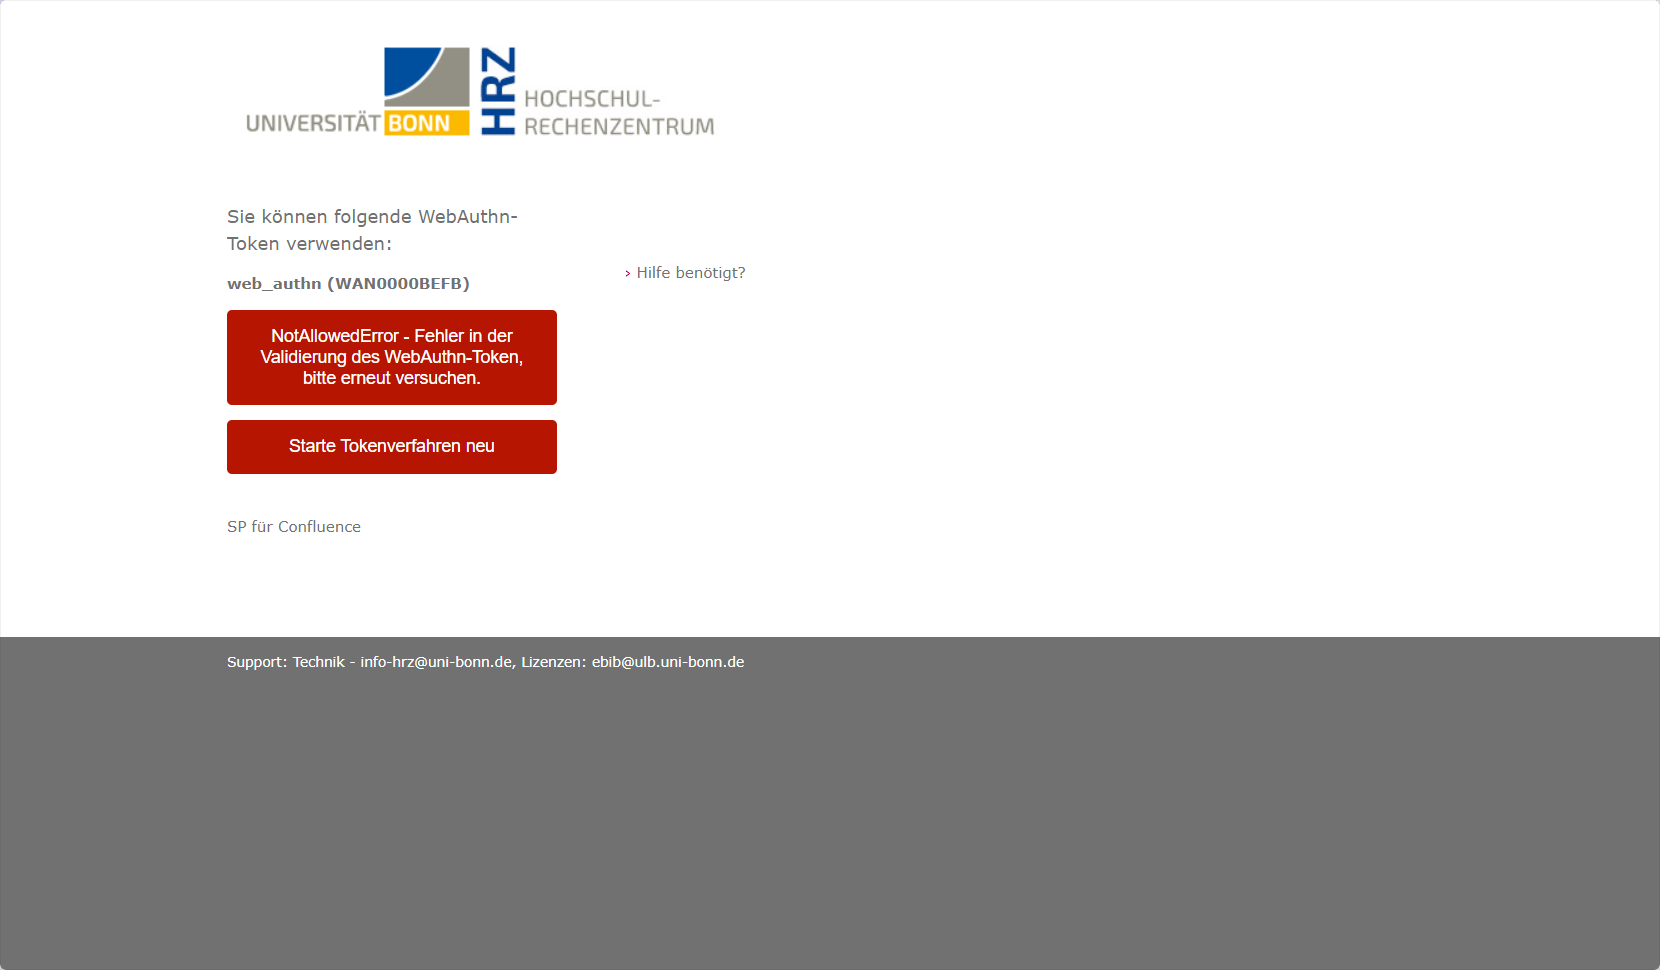 UNIVERSITÄT BONN
HRZ
HOCHSCHUL-
RECHENZENTRUM
Sie können folgende WebAuthn-
Token verwenden:
web_authn (WAN0000BEFB)
› Hilfe benötigt?
NotAllowedError - Fehler in der
Validierung des WebAuthn-Token,
bitte erneut versuchen.
Starte Tokenverfahren neu
SP für Confluence
Support: Technik - info-hrz@uni-bonn.de, Lizenzen: ebib@ulb.uni-bonn.de